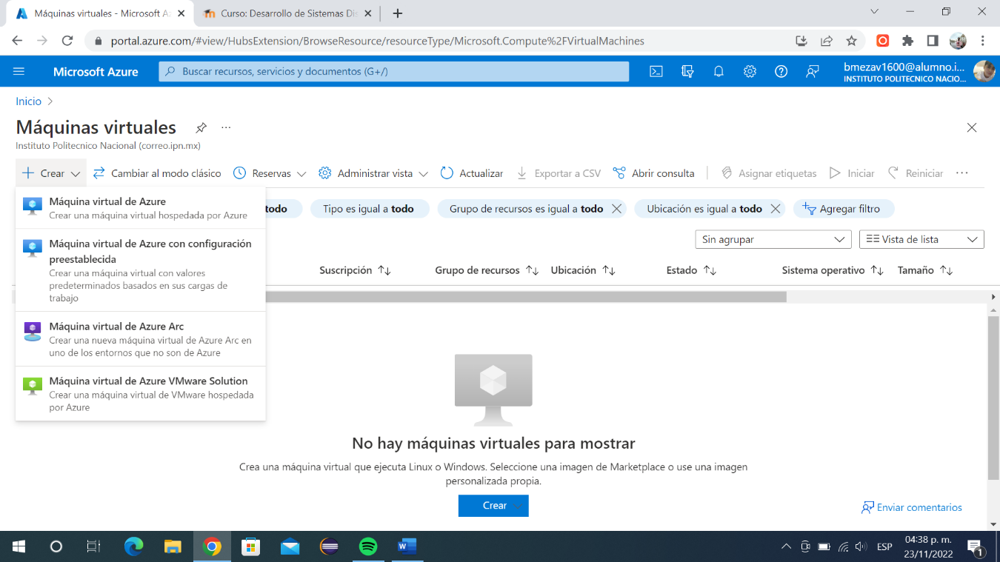 Máquinas virtuales - Microsoft A
Curso: Desarrollo de Sistemas Dis
portal.azure.com/#view/HubsExtension/BrowseResource/resourceType/Microsoft.Compute%2FVirtualMachines
Microsoft Azure
Buscar recursos, servicios y documentos (G+/)
bmezav1600@alumno.i...
INSTITUTO POLITECNICO NACIO...
Inicio
Máquinas virtuales
...
Instituto Politecnico Nacional (correo.ipn.mx)
Crear
Cambiar al modo clásico
Reservas
Administrar vista
Actualizar
Exportar a CSV
Abrir consulta
Asignar etiquetas
Iniciar
Reiniciar
...
Máquina virtual de Azure
Crear una máquina virtual hospedada por Azure
todo
Tipo es igual a todo
Grupo de recursos es igual a todo
Ubicación es igual a todo
Agregar filtro
Máquina virtual de Azure con configuración
preestablecida
Crear una máquina virtual con valores
predeterminados basados en sus cargas de
trabajo
Sin agrupar
Vista de lista
Suscripción
Grupo de recursos
Ubicación
Estado
Sistema operativo
Tamaño
Máquina virtual de Azure Arc
Crear una nueva máquina virtual de Azure Arc en
uno de los entornos que no son de Azure
Máquina virtual de Azure VMware Solution
Crear una máquina virtual de VMware hospedada
por Azure
No hay máquinas virtuales para mostrar
Crea una máquina virtual que ejecuta Linux o Windows. Seleccione una imagen de Marketplace o use una imagen
personalizada propia.
Crear
Enviar comentarios
ESP
04:38 p. m.
23/11/2022
1